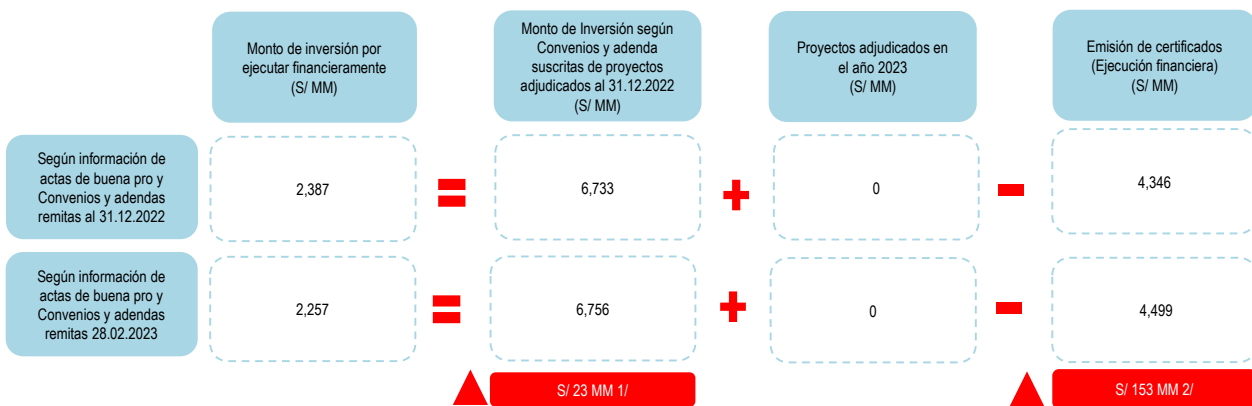 Monto de inversión por
ejecutar financieramente
(S/ MM)
Monto de Inversión según
Convenios y adenda
suscritas de proyectos
adjudicados al 31.12.2022
(S/ MM)
Proyectos adjudicados en
el año 2023
(S/ MM)
Emisión de certificados
(Ejecución financiera)
(S/ MM)
Según información de
actas de buena pro y
Convenios y adendas
remitas al 31.12.2022
2,387
=
6,733
+
0
-
4,346
Según información de
actas de buena pro y
Convenios y adendas
remitas 28.02.2023
2,257
=
6,756
+
0
-
4,499
S/ 23 MM 1/
S/ 153 MM 2/